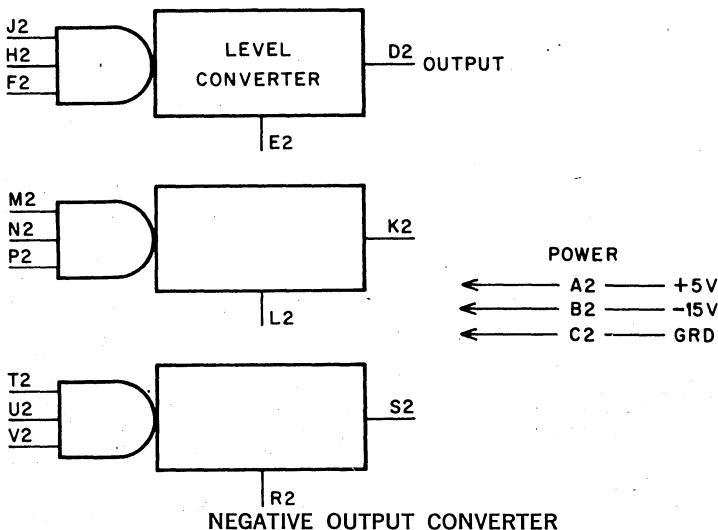 J2
H2
F2
LEVEL
CONVERTER
D2 OUTPUT
E2
M2
N2
P2
K2
L2
POWER
A2 +5V
B2 -15V
C2 GRD
T2
U2
V2
S2
R2
NEGATIVE OUTPUT CONVERTER